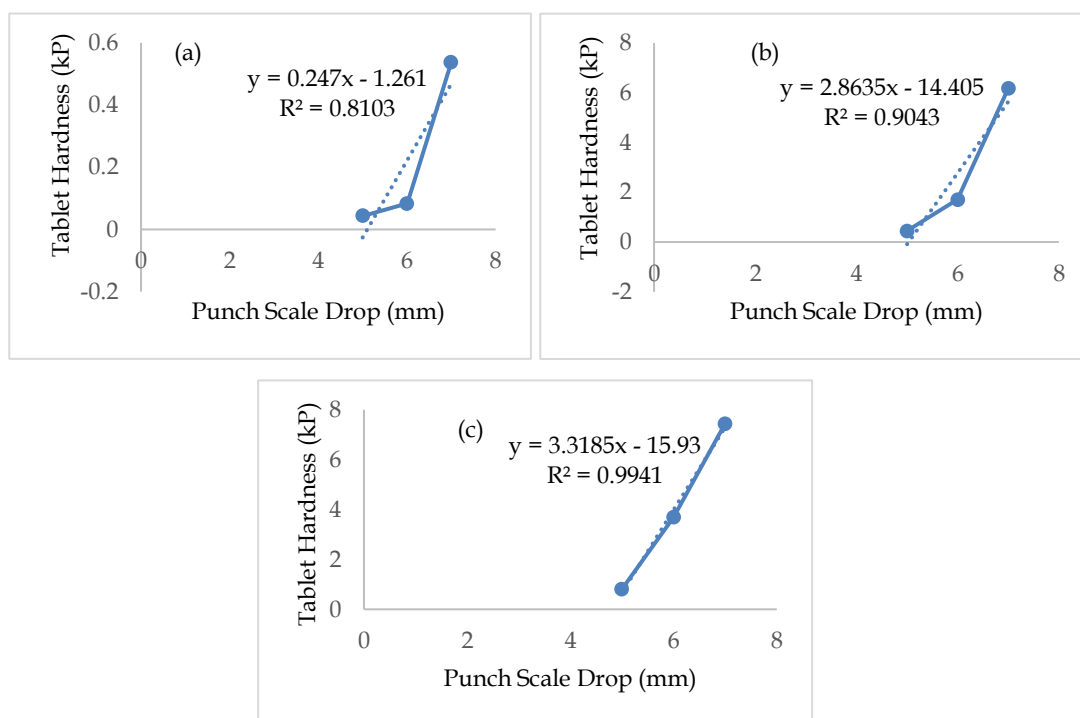 (a)
y = 0.247x - 1.261
R² = 0.8103
Tablet Hardness (kP)
0.6
0.4
0.2
0
-0.2
0 2 4 6 8
Punch Scale Drop (mm)
(b)
y = 2.8635x - 14.405
R² = 0.9043
Tablet Hardness (kP)
8
6
4
2
0
-2
0 2 4 6 8
Punch Scale Drop (mm)
(c)
y = 3.3185x - 15.93
R² = 0.9941
Tablet Hardness (kP)
8
6
4
2
0
0 2 4 6 8
Punch Scale Drop (mm)